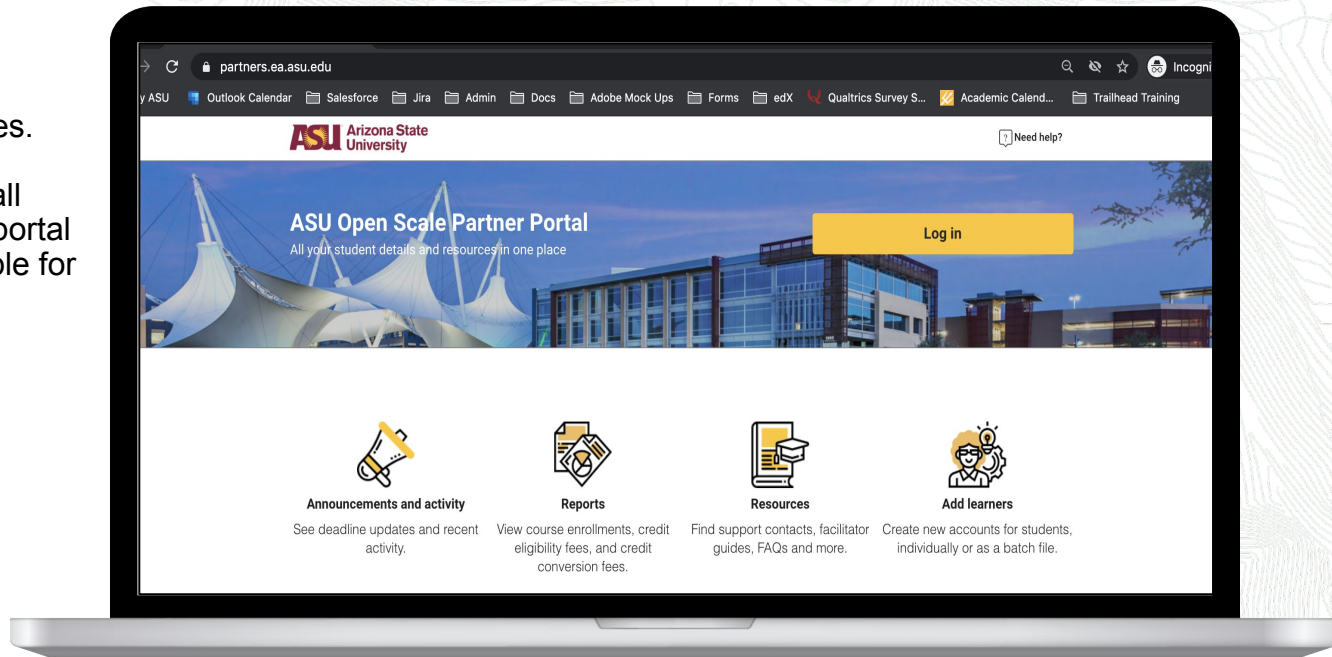 es.
all
portal
ble for
partners.ea.asu.edu
Incogni
y ASU
Outlook Calendar
Salesforce
Jira
Admin
Docs
Adobe Mock Ups
Forms
edX
Qualtrics Survey S...
Academic Calend...
Trailhead Training
ASU Arizona State
University
? Need help?
ASU Open Scale Partner Portal
All your student details and resources in one place
Log in
Announcements and activity
See deadline updates and recent
activity.
Reports
View course enrollments, credit
eligibility fees, and credit
conversion fees.
Resources
Find support contacts, facilitator
guides, FAQs and more.
Add learners
Create new accounts for students,
individually or as a batch file.